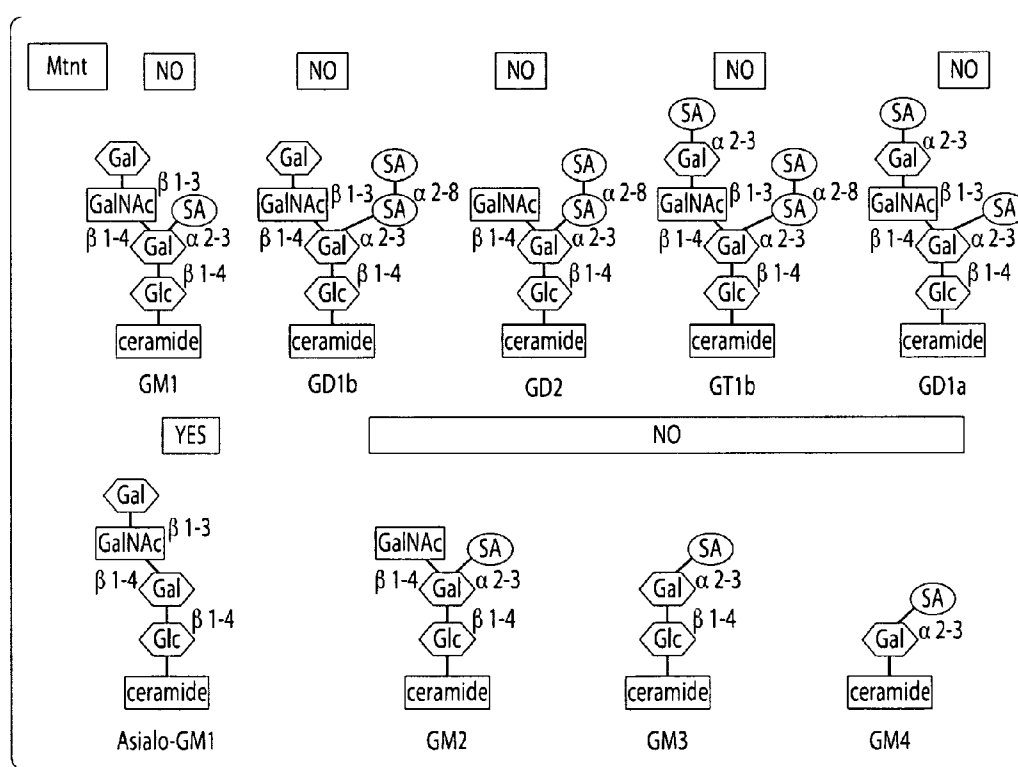 Mtnt NO NO NO NO NO
SA SA
Gal Gal SA SA Gal α 2-3 SA Gal α 2-3
GalNAc β 1-3 SA GalNAc β 1-3 SA α 2-8 GalNAc SA α 2-8 GalNAc β 1-3 SA α 2-8 GalNAc β 1-3 SA
β 1-4 Gal α 2-3 β 1-4 Gal α 2-3 β 1-4 Gal α 2-3 β 1-4 Gal α 2-3 β 1-4 Gal α 2-3
Glc β 1-4 Glc β 1-4 Glc β 1-4 Glc β 1-4 Glc β 1-4
ceramide ceramide ceramide ceramide ceramide
GM1 GD1b GD2 GT1b GD1a
YES NO
Gal
GalNAc β 1-3 GalNAc SA SA
β 1-4 Gal β 1-4 Gal α 2-3 Gal α 2-3 SA
Glc β 1-4 Glc β 1-4 Glc β 1-4 Gal α 2-3
ceramide ceramide ceramide ceramide
Asialo-GM1 GM2 GM3 GM4